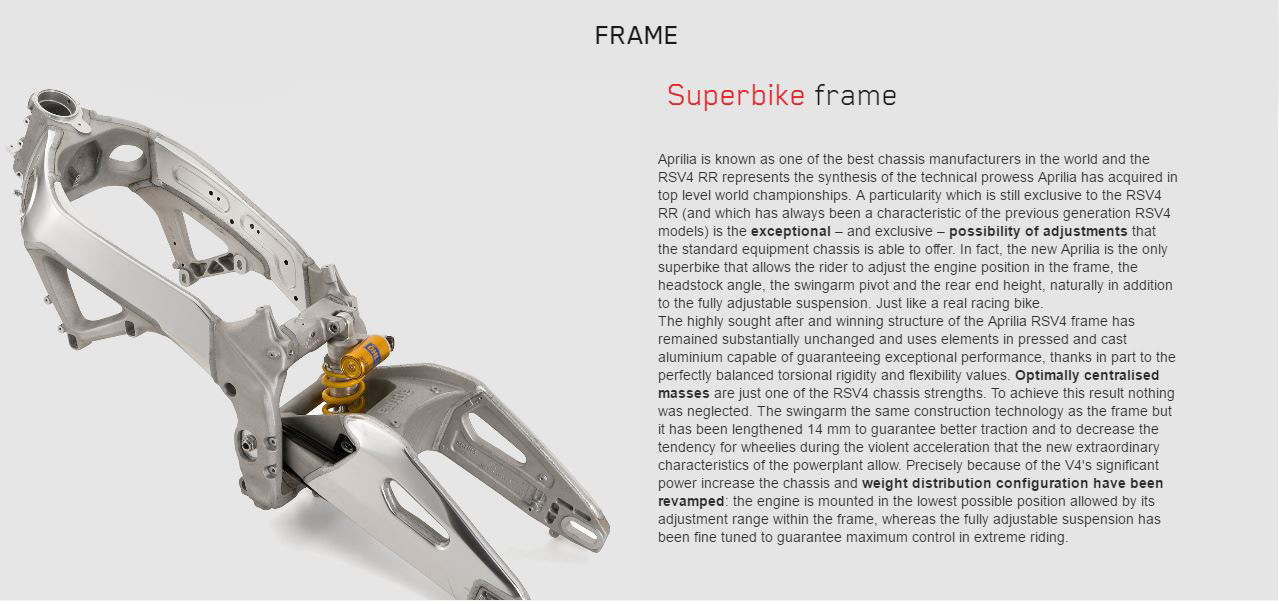 FRAME
Superbike frame
Aprilia is known as one of the best chassis manufacturers in the world and the
RSV4 RR represents the synthesis of the technical prowess Aprilia has acquired in
top level world championships. A particularity which is still exclusive to the RSV4
RR (and which has always been a characteristic of the previous generation RSV4
models) is the exceptional – and exclusive – possibility of adjustments that
the standard equipment chassis is able to offer. In fact, the new Aprilia is the only
superbike that allows the rider to adjust the engine position in the frame, the
headstock angle, the swingarm pivot and the rear end height, naturally in addition
to the fully adjustable suspension. Just like a real racing bike.
The highly sought after and winning structure of the Aprilia RSV4 frame has
remained substantially unchanged and uses elements in pressed and cast
aluminium capable of guaranteeing exceptional performance, thanks in part to the
perfectly balanced torsional rigidity and flexibility values. Optimally centralised
masses are just one of the RSV4 chassis strengths. To achieve this result nothing
was neglected. The swingarm the same construction technology as the frame but
it has been lengthened 14 mm to guarantee better traction and to decrease the
tendency for wheelies during the violent acceleration that the new extraordinary
characteristics of the powerplant allow. Precisely because of the V4's significant
power increase the chassis and weight distribution configuration have been
revamped: the engine is mounted in the lowest possible position allowed by its
adjustment range within the frame, whereas the fully adjustable suspension has
been fine tuned to guarantee maximum control in extreme riding.